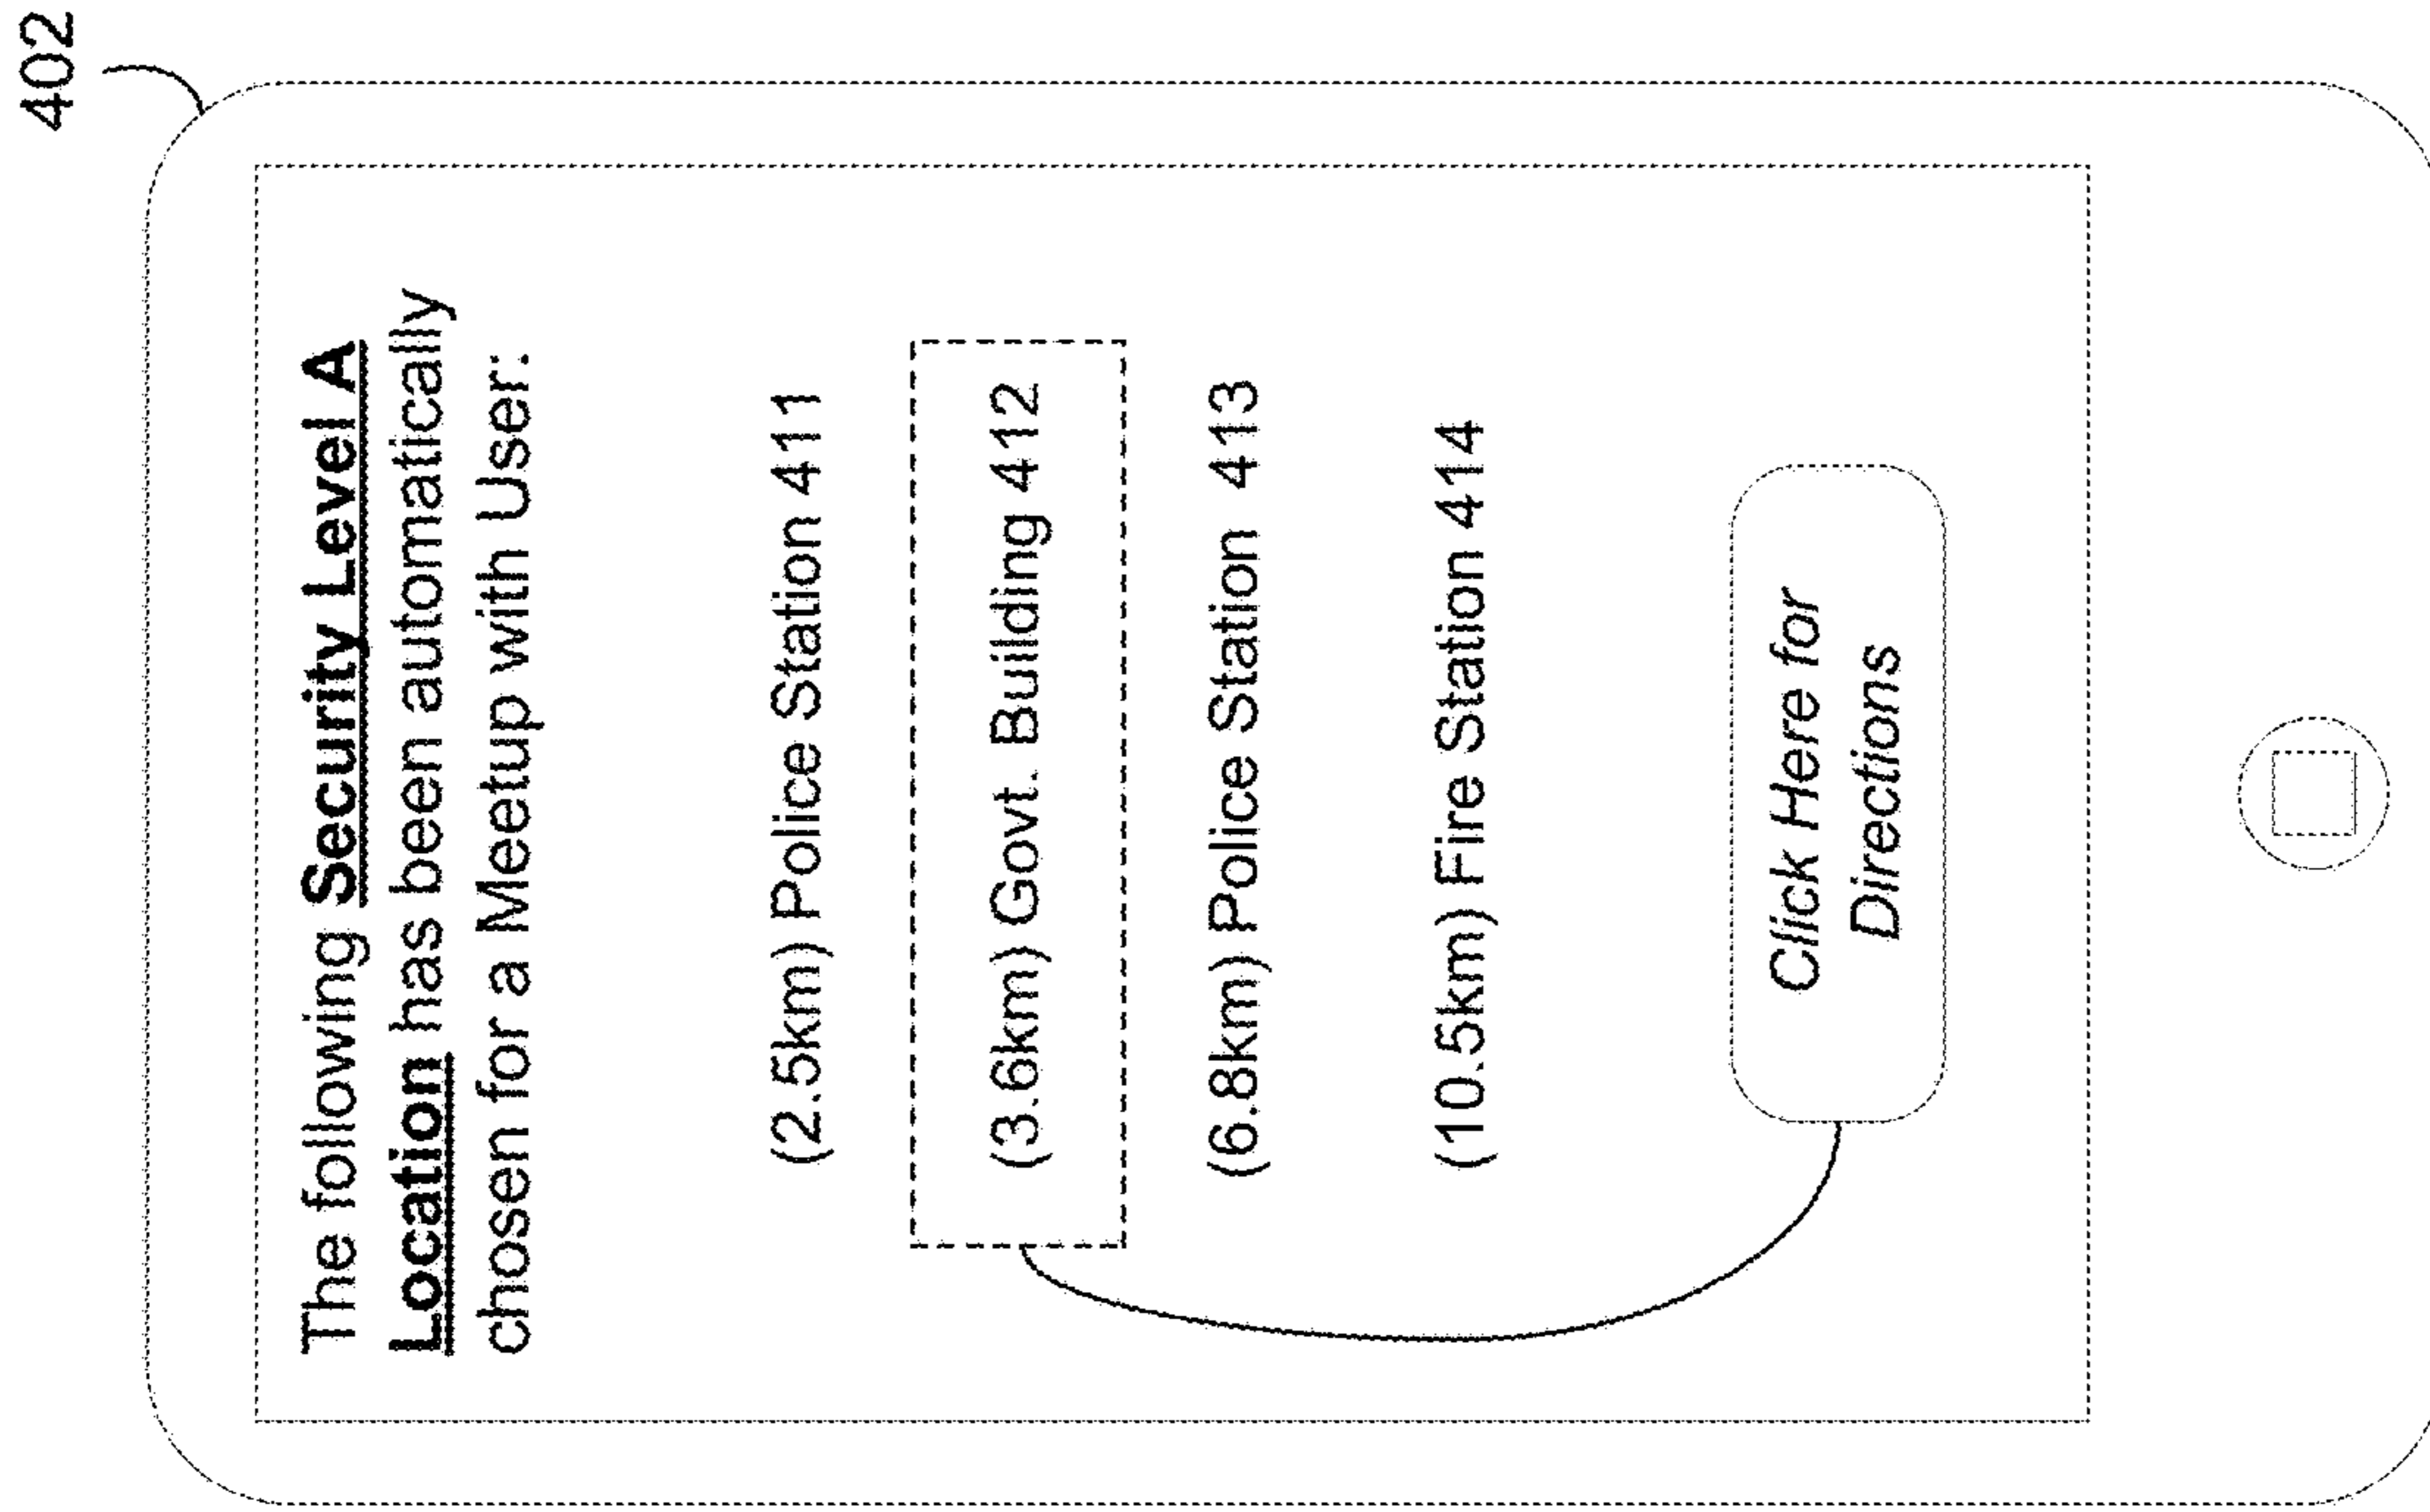 402
The following Security Level A
Location has been automatically
chosen for a Meetup with User:
(2.5km) Police Station 411
(3.6km) Govt. Building 412
(6.8km) Police Station 413
(10.5km) Fire Station 414
Click Here for
Directions